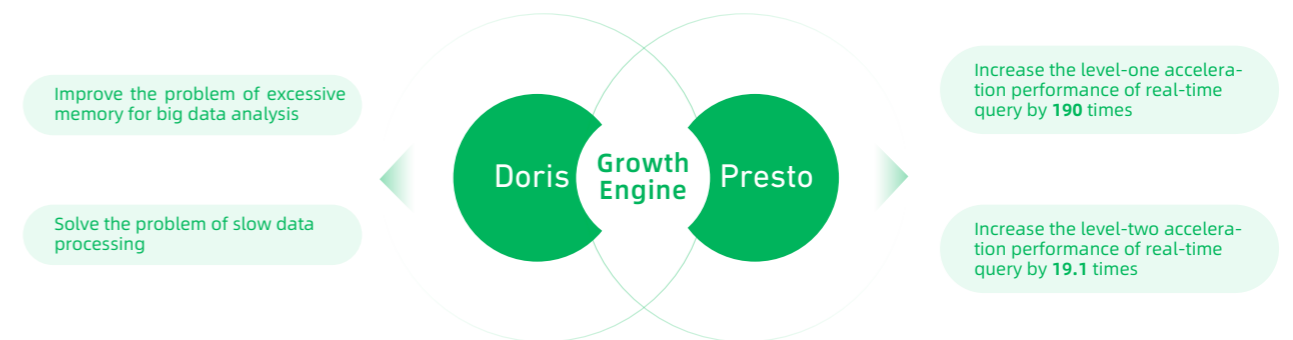 Improve the problem of excessive
memory for big data analysis
Solve the problem of slow data
processing
Doris
Growth
Engine
Presto
Increase the level-one accelera-
tion performance of real-time
query by 190 times
Increase the level-two accelera-
tion performance of real-time
query by 19.1 times